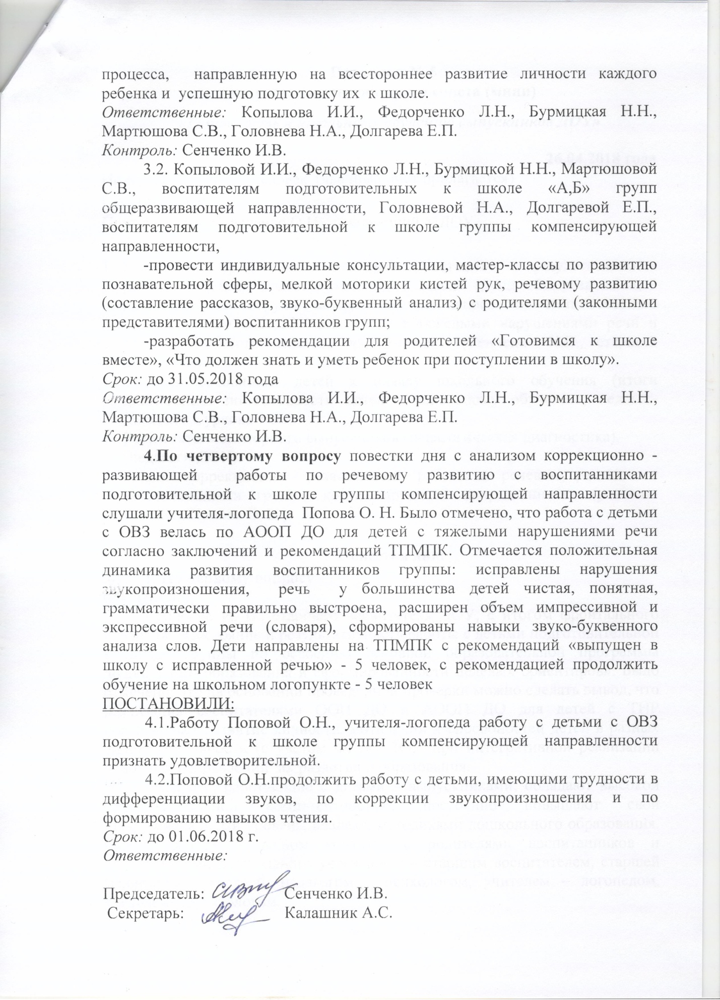 процесса, направленную на всестороннее развитие личности каждого
ребенка и успешную подготовку их к школе.
Ответственные: Копылова И.И., Федорченко Л.Н., Бурмицкая Н.Н.,
Мартюшова С.В., Головнева Н.А., Долгарева Е.П.
Контроль: Сенченко И.В.
3.2. Копыловой И.И., Федорченко Л.Н., Бурмицкой Н.Н., Мартюшовой
С.В., воспитателям подготовительных к школе «А,Б» групп
общеразвивающей направленности, Головневой Н.А., Долгаревой Е.П.,
воспитателям подготовительной к школе группы компенсирующей
направленности,
-провести индивидуальные консультации, мастер-классы по развитию
познавательной сферы, мелкой моторики кистей рук, речевому развитию
(составление рассказов, звуко-буквенный анализ) с родителями (законными
представителями) воспитанников групп;
-разработать рекомендации для родителей «Готовимся к школе
вместе», «Что должен знать и уметь ребенок при поступлении в школу».
Срок: до 31.05.2018 года
Ответственные: Копылова И.И., Федорченко Л.Н., Бурмицкая Н.Н.,
Мартюшова С.В., Головнева Н.А., Долгарева Е.П.
Контроль: Сенченко И.В.
4.По четвертому вопросу повестки дня с анализом коррекционно -
развивающей работы по речевому развитию с воспитанниками
подготовительной к школе группы компенсирующей направленности
слушали учителя-логопеда Попова О. Н. Было отмечено, что работа с детьми
с ОВЗ велась по АООП ДО для детей с тяжелыми нарушениями речи
согласно заключений и рекомендаций ТПМПК. Отмечается положительная
динамика развития воспитанников группы: исправлены нарушения
звукопроизношения, речь у большинства детей чистая, понятная,
грамматически правильно выстроена, расширен объем импрессивной и
экспрессивной речи (словаря), сформированы навыки звуко-буквенного
анализа слов. Дети направлены на ТПМПК с рекомендаций «выпущен в
школу с исправленной речью» - 5 человек, с рекомендацией продолжить
обучение на школьном логопункте - 5 человек
ПОСТАНОВИЛИ:
4.1.Работу Поповой О.Н., учителя-логопеда работу с детьми с ОВЗ
подготовительной к школе группы компенсирующей направленности
признать удовлетворительной.
4.2.Поповой О.Н.продолжить работу с детьми, имеющими трудности в
дифференциации звуков, по коррекции звукопроизношения и по
формированию навыков чтения.
Срок: до 01.06.2018 г.
Ответственные:
Председатель: Сенченко И.В.
Секретарь: Калашник А.С.